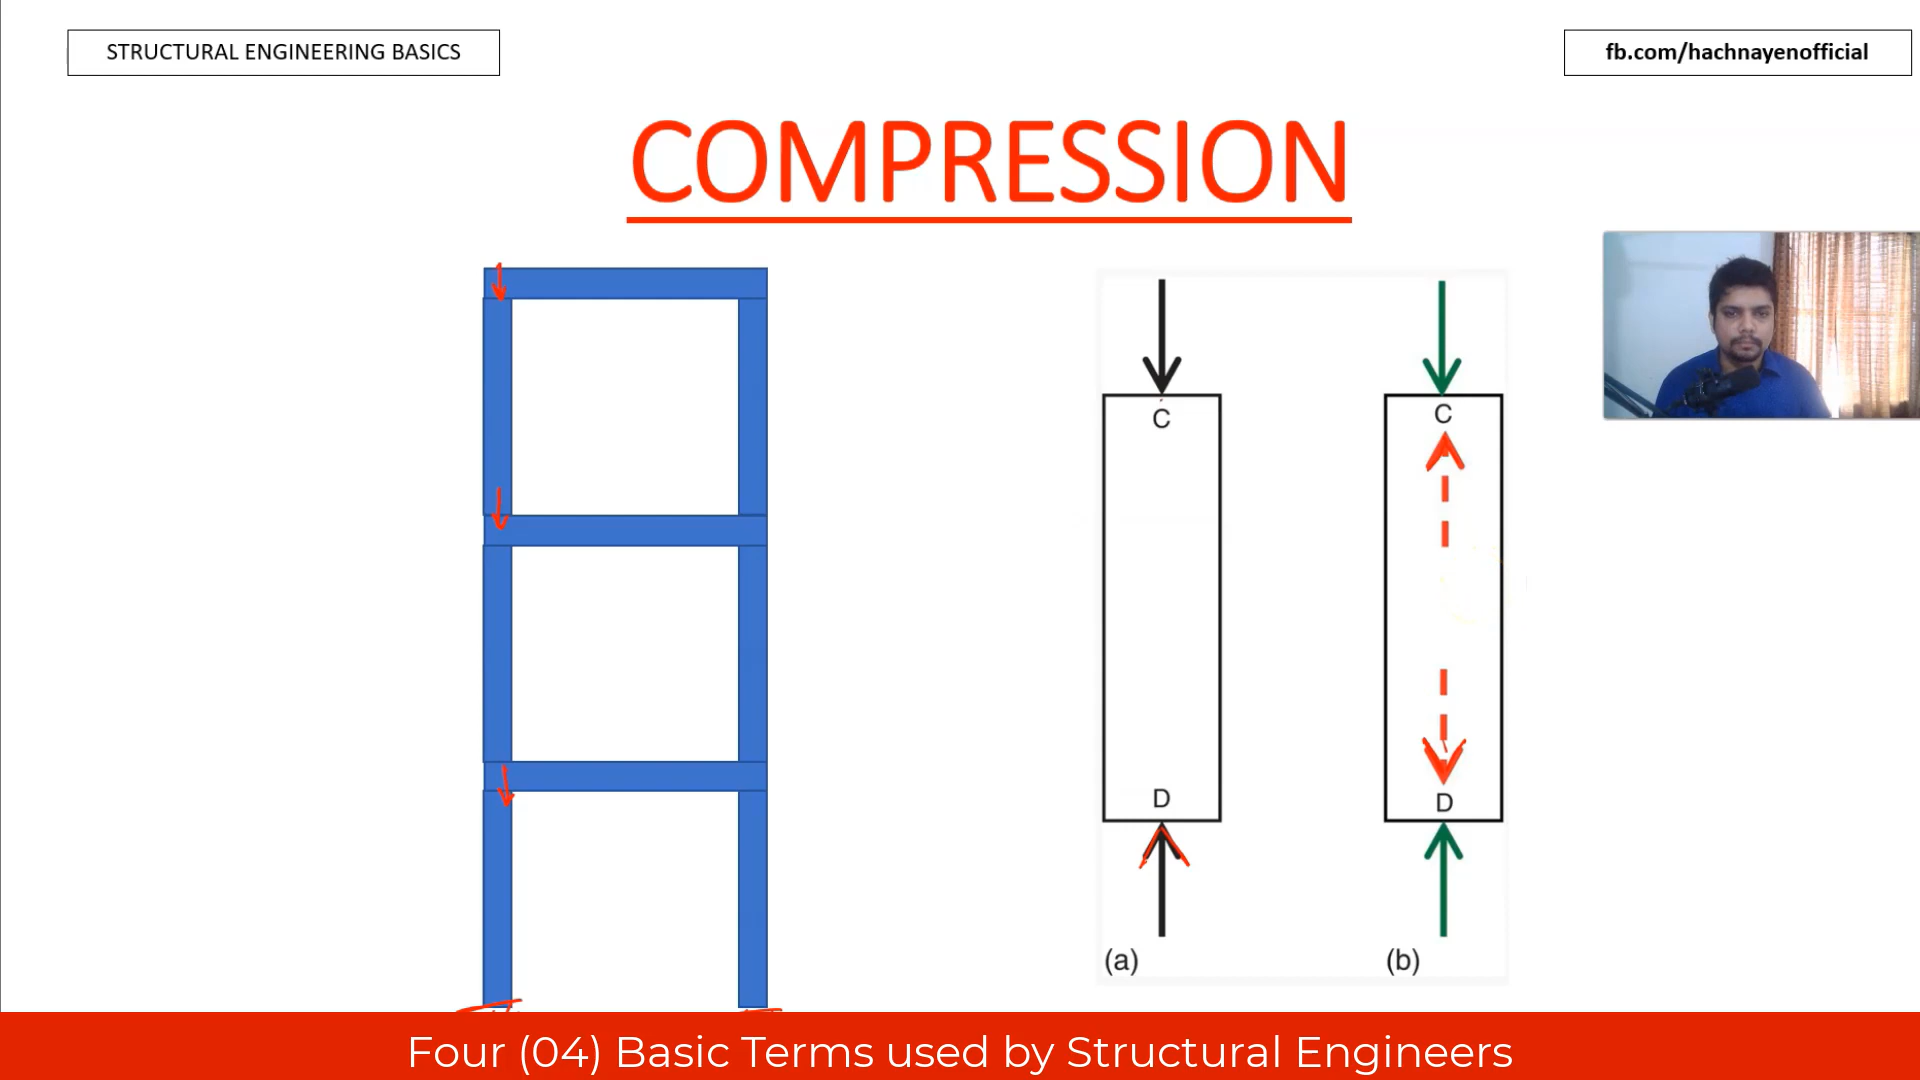 STRUCTURAL ENGINEERING BASICS
fb.com/hachnayenofficial
COMPRESSION
C
C
D
D
(a)
(b)
Four (04) Basic Terms used by Structural Engineers